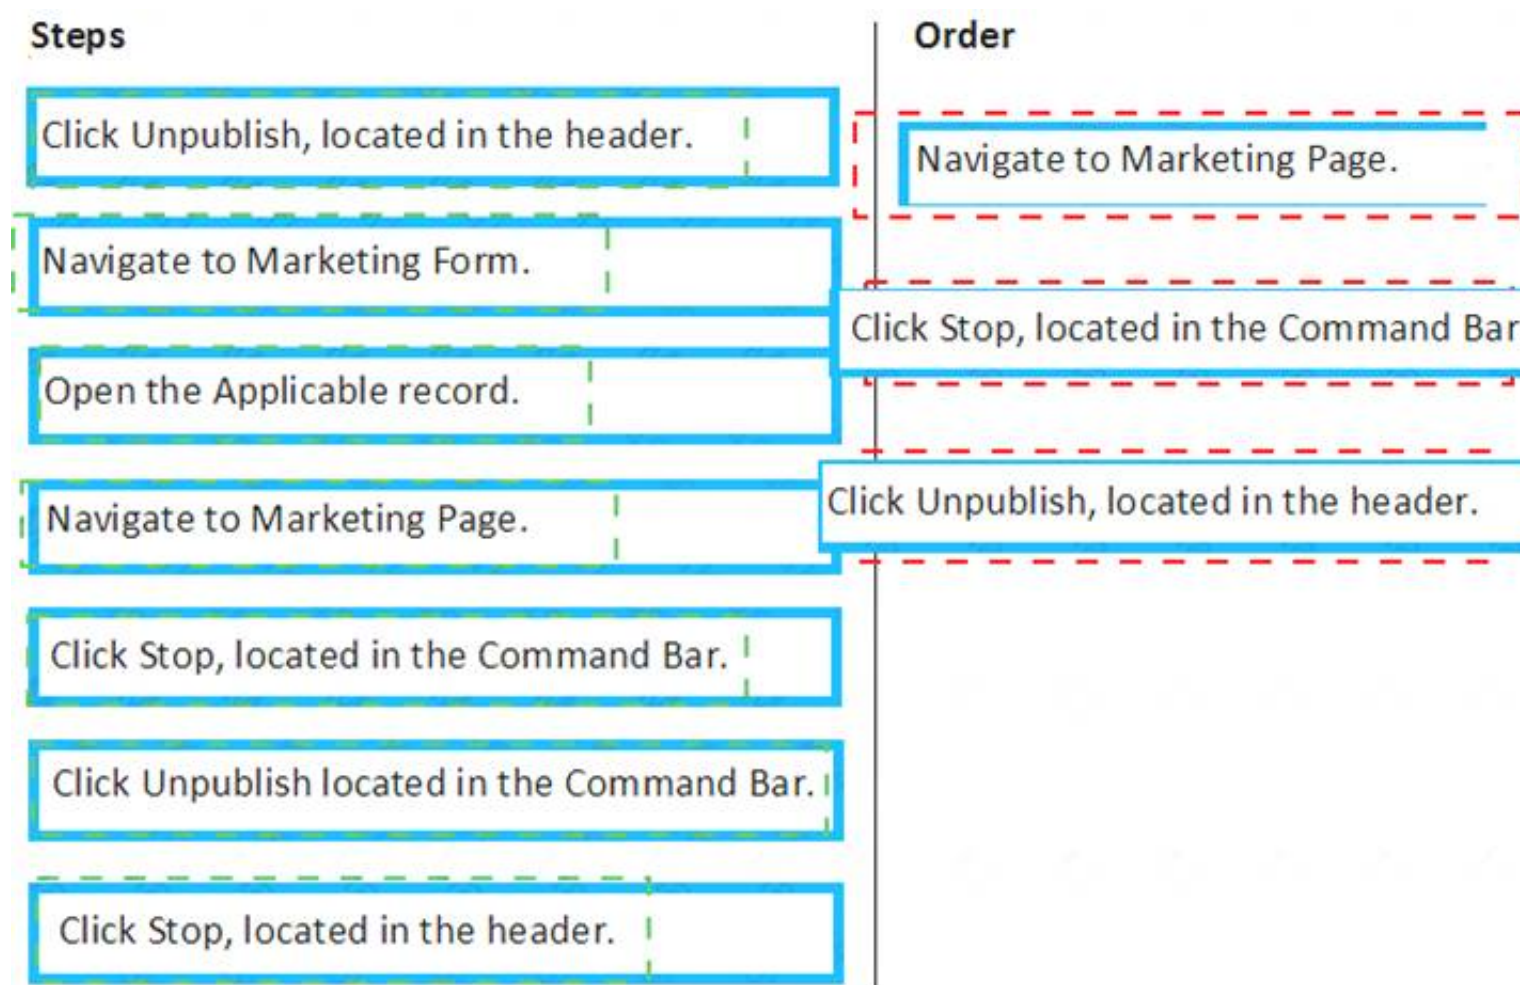 Steps
Click Unpublish, located in the header.
Navigate to Marketing Form.
Open the Applicable record.
Navigate to Marketing Page.
Click Stop, located in the Command Bar.
Click Unpublish located in the Command Bar.
Click Stop, located in the header.
Order
Navigate to Marketing Page.
Click Stop, located in the Command Bar
Click Unpublish, located in the header.